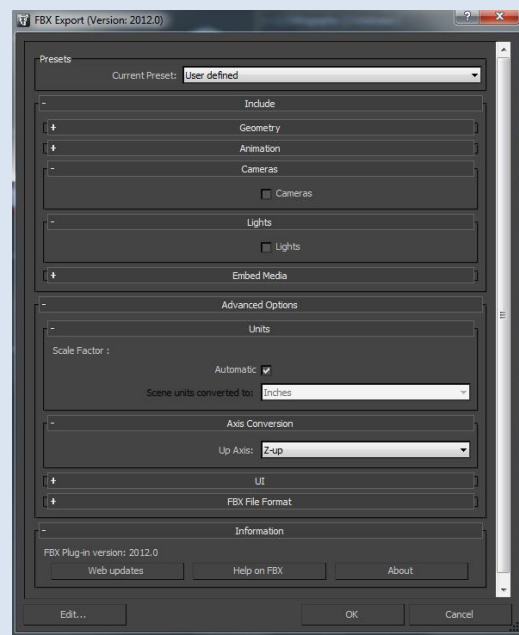 FBX Export (Version: 2012.0)
Presets
Current Preset: User defined
- Include
+ Geometry
+ Animation
- Cameras
Cameras
- Lights
Lights
+ Embed Media
- Advanced Options
- Units
Scale Factor :
Automatic
Scene units converted to: Inches
- Axis Conversion
Up Axis: Z-up
+ UI
+ FBX File Format
- Information
FBX Plug-in version: 2012.0
Web updates Help on FBX About
Edit... OK Cancel